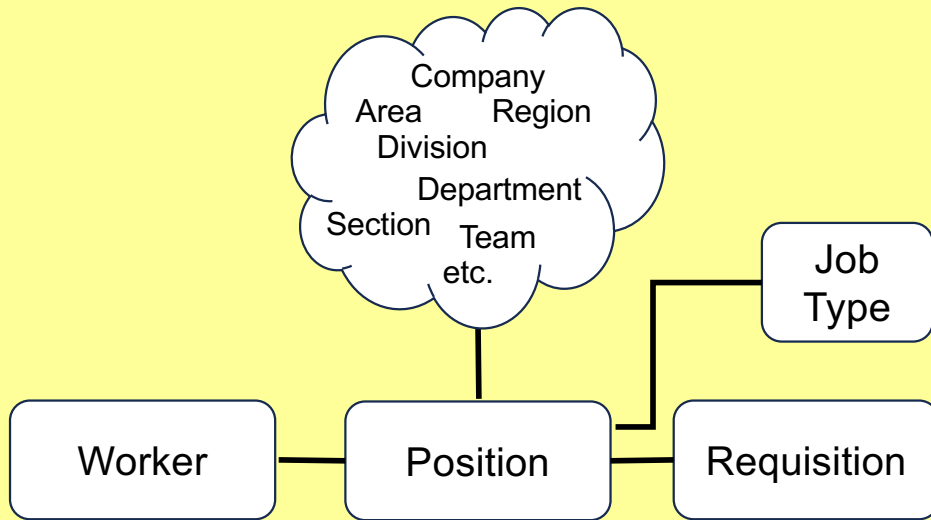 Company
Area Region
Division
Department
Section
Team
etc.
Job
Type
Worker
Position
Requisition